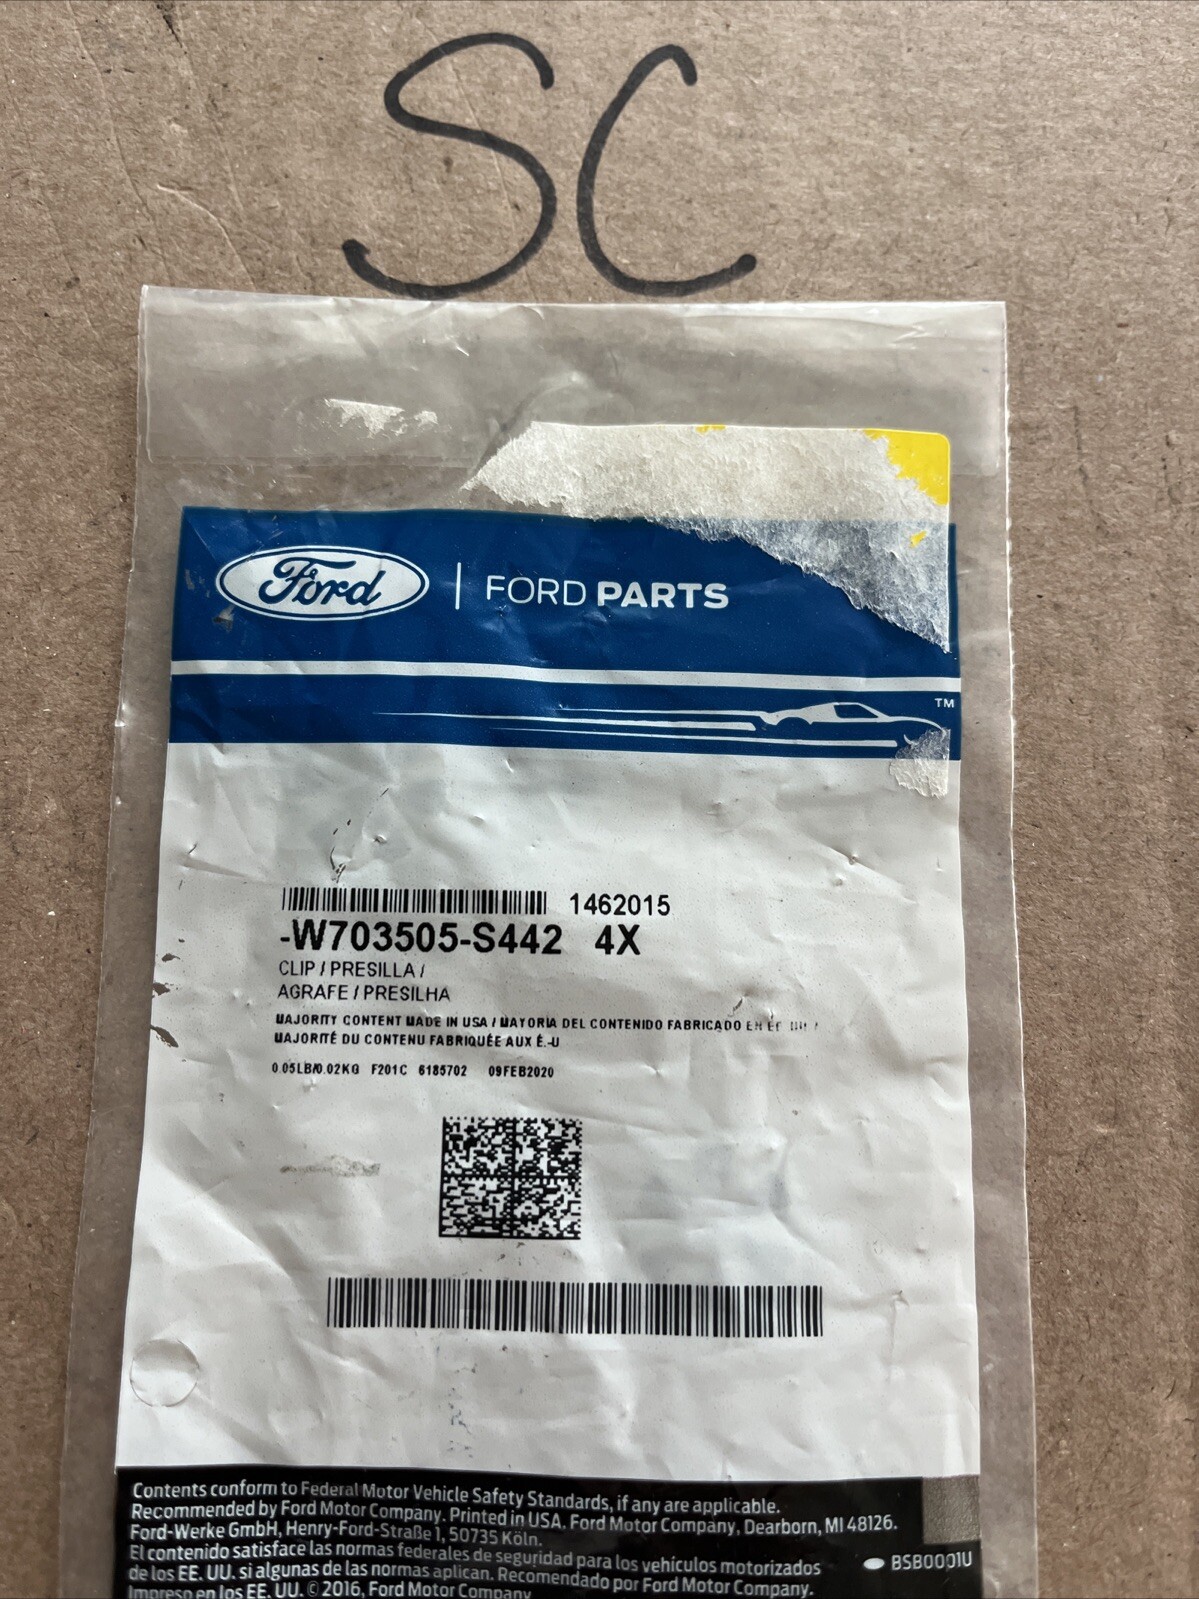 SC
Ford | FORD PARTS
TM
1462015
-W703505-S442 4X
CLIP / PRESILLA /
AGRAFE / PRESILHA
MAJORITY CONTENT MADE IN USA / MAYORIA DEL CONTENIDO FABRICADO EN
MAJORITÉ DU CONTENU FABRIQUÉE AUX É.-U
0.05LB/0.02KG F201C 6185702 09FEB2020
Contents conform to Federal Motor Vehicle Safety Standards, if any are applicable.
Recommended by Ford Motor Company. Printed in USA, Ford Motor Company, Dearborn, MI 48126.
Ford-Werke GmbH, Henry-Ford-Straße 1, 50735 Köln.
El contenido satisface las normas federales de seguridad para los vehículos motorizados
de los EE. UU. si algunas de las normas aplican. Recomendado por Ford Motor Company.
BSB0001U
Impreso en los EE. UU. © 2016, Ford Motor Company